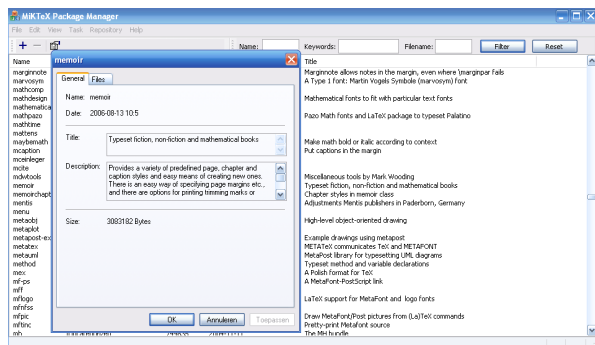 MiKTeX Package Manager
File Edit View Task Repository Help
Name: Keywords: Filename: Filter Reset
Name Title
marginnote Marginnote allows notes in the margin, even where \marginpar fails
marvosym A Type 1 font: Martin Vogels Symbole (marvosym) font
mathcomp
mathdesign Mathematical fonts to fit with particular text fonts
mathematica
mathpazo Pazo Math fonts and LaTeX package to typeset Palatino
mathtime
mattens
maybemath Make math bold or italic according to context
mcaption Put captions in the margin
mceinleger
mcite
mdwtools Miscellaneous tools by Mark Wooding
memoir Typeset fiction, non-fiction and mathematical books
memoirchapt Chapter styles in memoir class
mentis Adjustments Mentis publishers in Paderborn, Germany
menu
metaobj High-level object-oriented drawing
metaplot
metapost-ex Example drawings using metapost
metatex METATeX communicates TeX and METAFONT
metauml MetaPost library for typesetting UML diagrams
method Typeset method and variable declarations
mex A Polish format for TeX
mf-ps A MetaFont-PostScript link
mff
mflogo LaTeX support for MetaFont and logo fonts
mfnfss
mfpic Draw MetaFont/Post pictures from (La)TeX commands
mftinc Pretty-print Metafont source
mh The MH bundle
memoir
General Files
Name: memoir
Date: 2006-08-13 10:5
Title: Typeset fiction, non-fiction and mathematical books
Description: Provides a variety of predefined page, chapter and
caption styles and easy means of creating new ones.
There is an easy way of specifying page margins etc.,
and there are options for printing trimming marks or
Size: 3083182 Bytes
OK Annuleren Toepassen